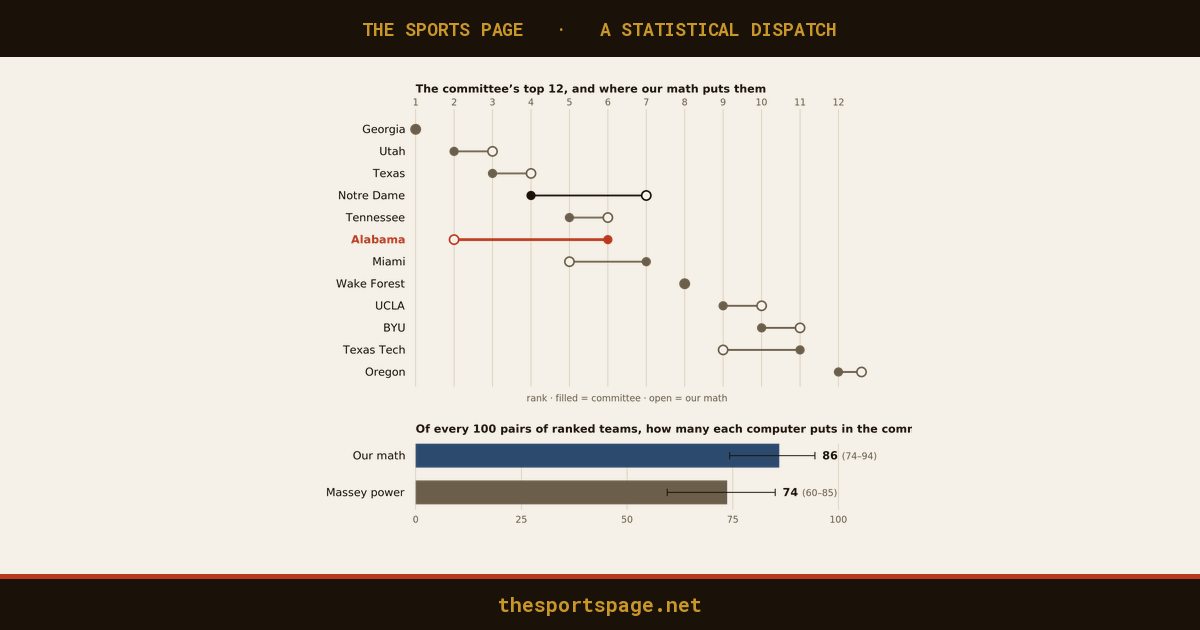 THE SPORTS PAGE · A STATISTICAL DISPATCH
The committee’s top 12, and where our math puts them
1 2 3 4 5 6 7 8 9 10 11 12
Georgia
Utah
Texas
Notre Dame
Tennessee
Alabama
Miami
Wake Forest
UCLA
BYU
Texas Tech
Oregon
rank · filled = committee · open = our math
Of every 100 pairs of ranked teams, how many each computer puts in the comr
Our math 86 (74–94)
Massey power 74 (60–85)
0 25 50 75 100
thesportspage.net